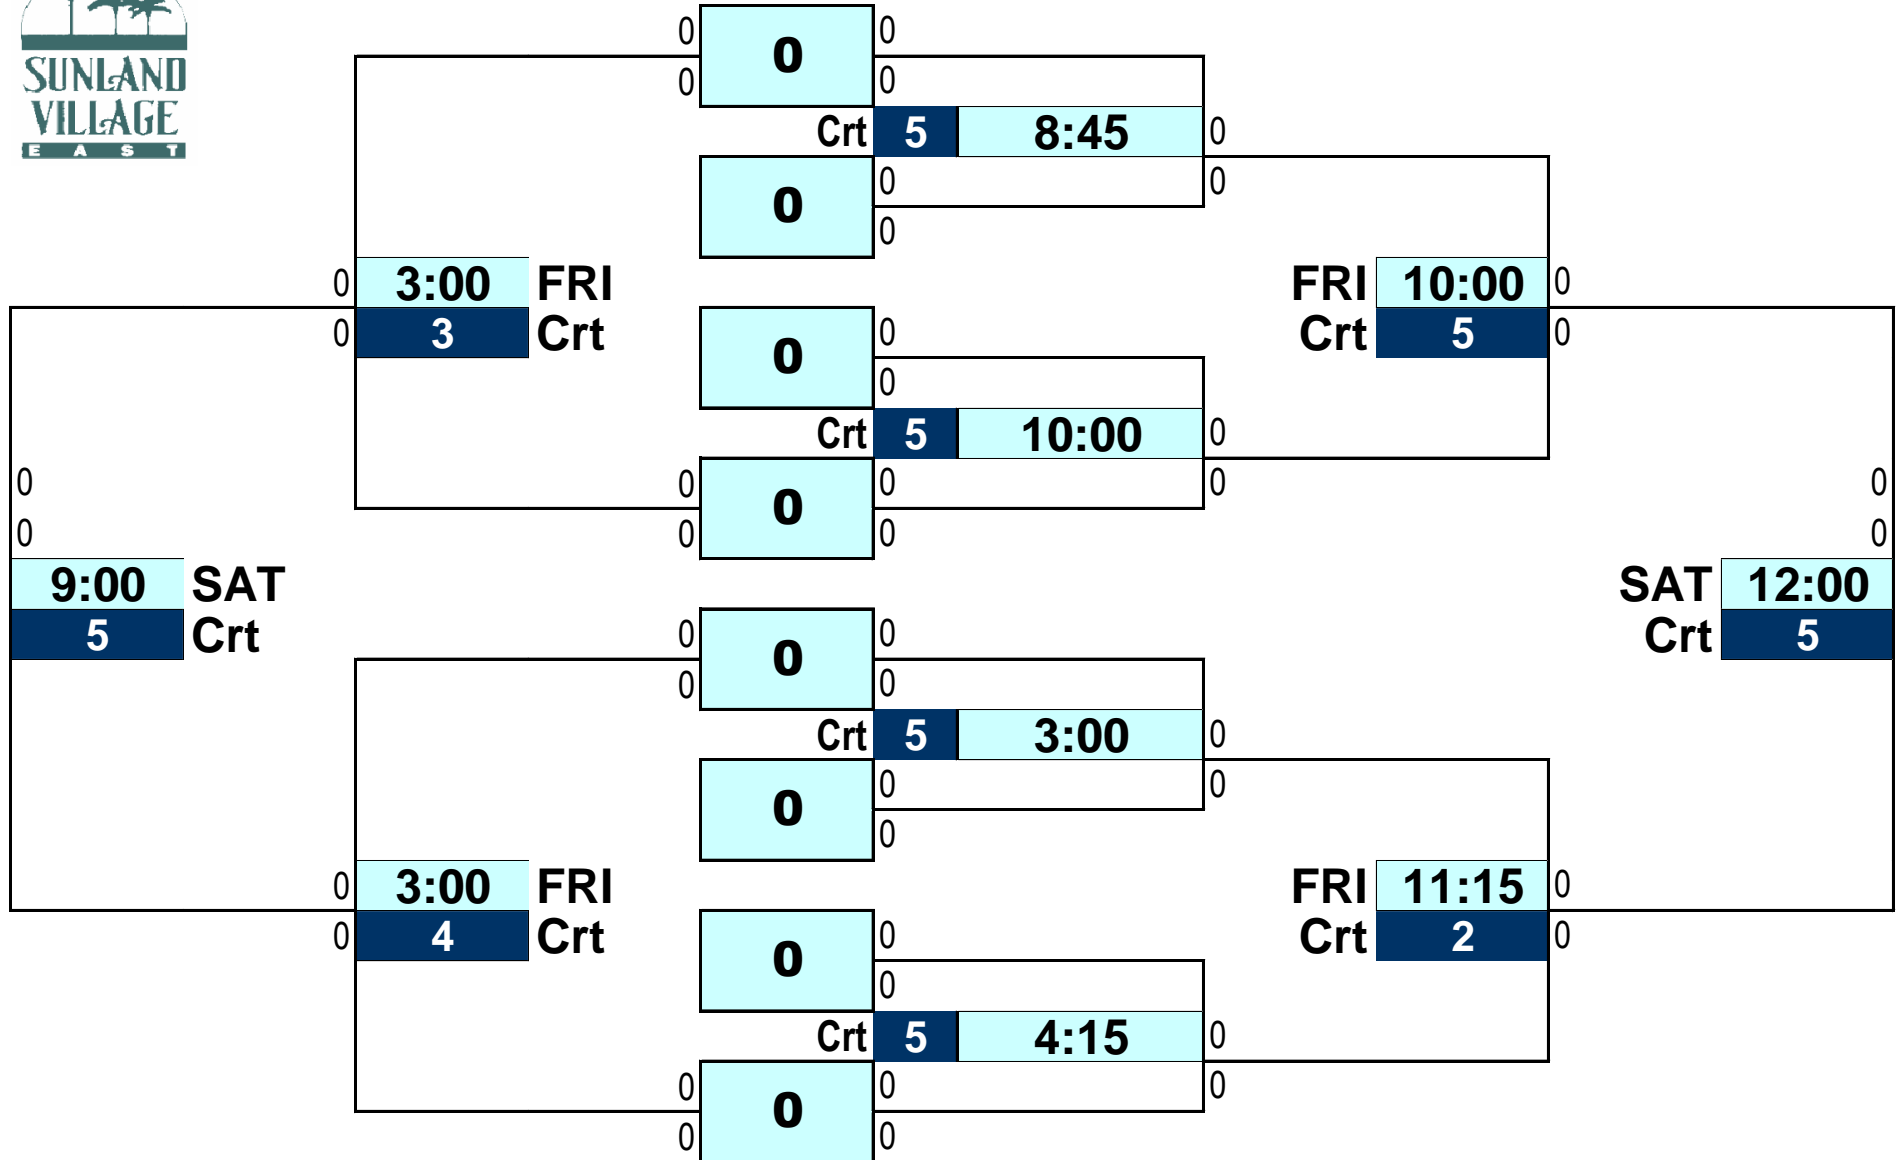 SUNLAND
VILLAGE
EAST
0 0 0
0 0
Crt 5 8:45 0
0 0 0
0
0 3:00 FRI FRI 10:00 0
0 3 Crt Crt 5 0
0 0
0
Crt 5 10:00 0
0 0 0 0 0 0
0 0 0 0
9:00 SAT SAT 12:00
5 Crt Crt 5
0 0 0
0 0
Crt 5 3:00 0
0 0 0
0
0 3:00 FRI FRI 11:15 0
0 4 Crt Crt 2 0
0 0
0
Crt 5 4:15 0
0 0 0 0
0 0